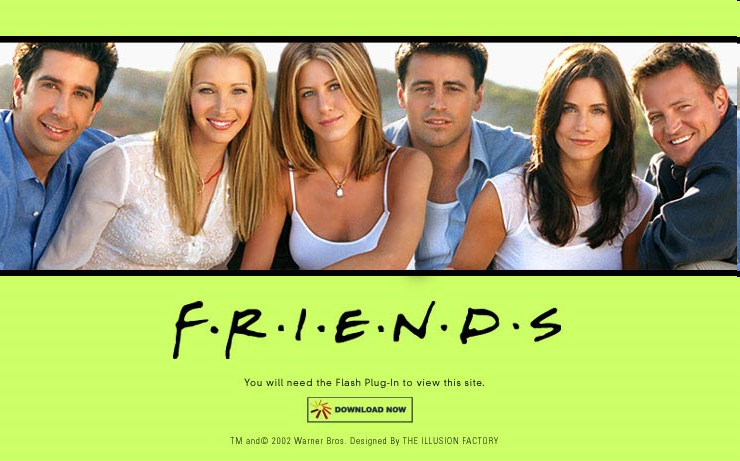 F·R·I·E·N·D·S
You will need the Flash Plug-In to view this site.
DOWNLOAD NOW
TM and© 2002 Warner Bros. Designed By THE ILLUSION FACTORY